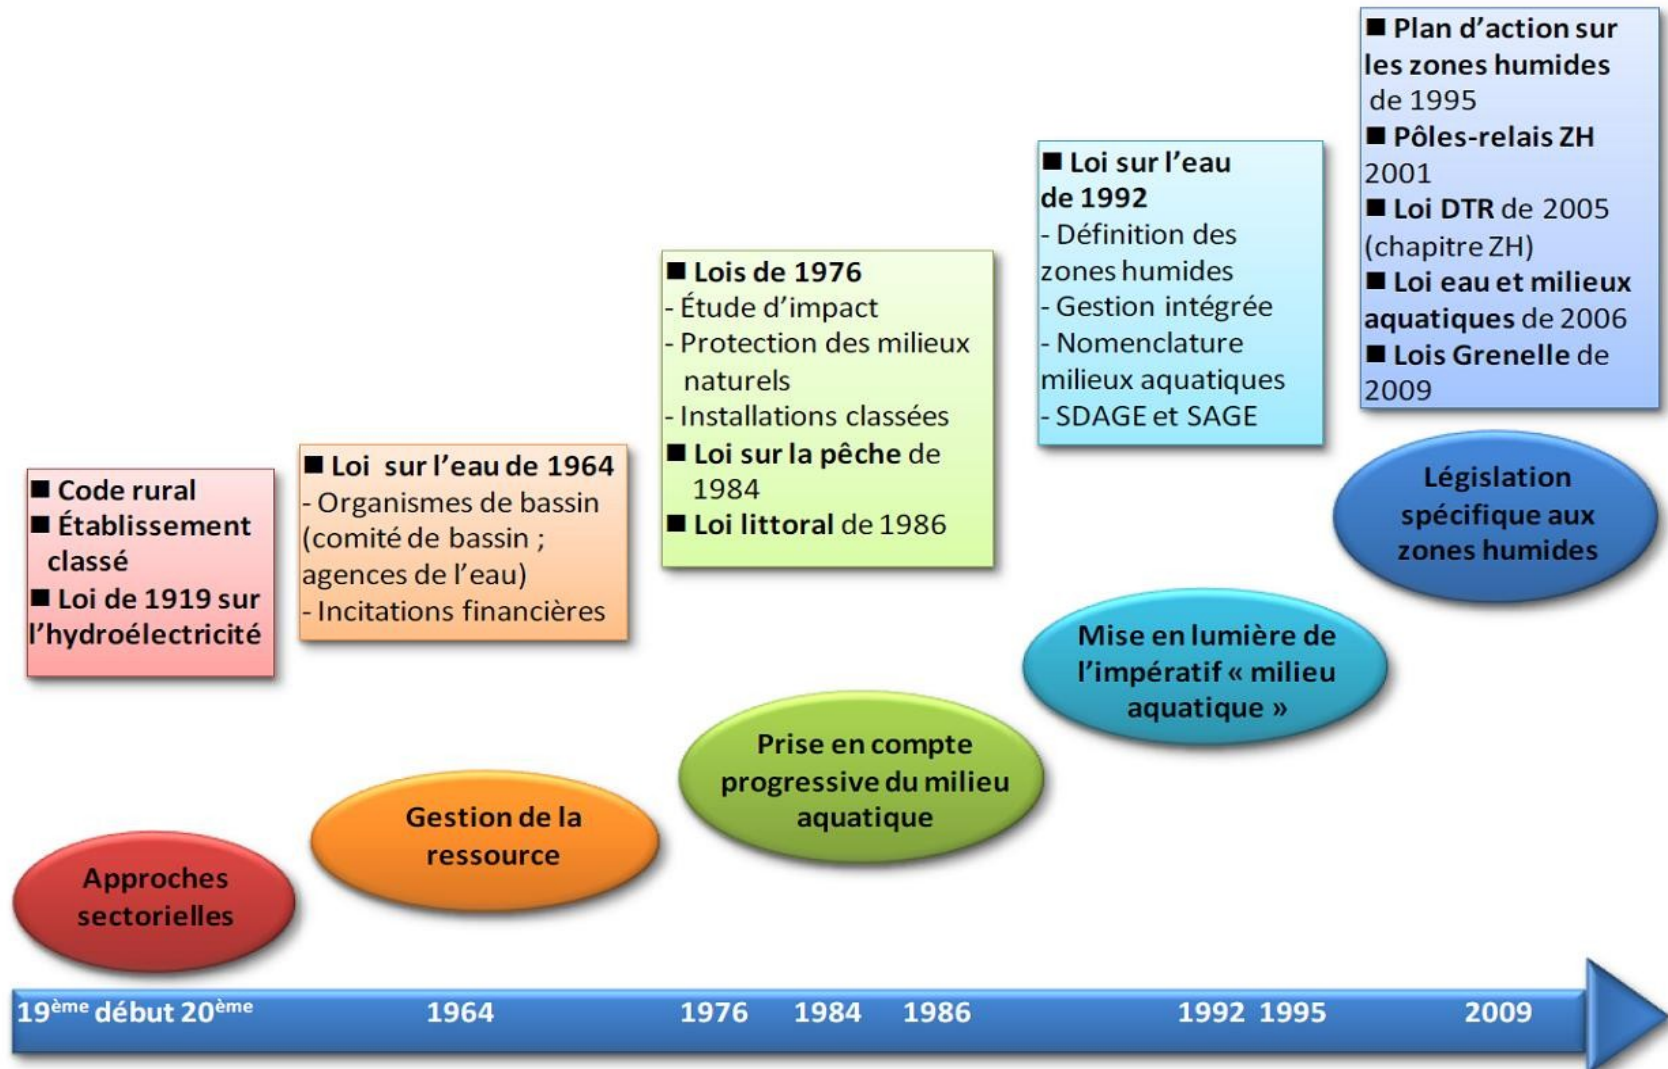 ■ Code rural
■ Établissement
classé
■ Loi de 1919 sur
l’hydroélectricité
■ Loi sur l’eau de 1964
- Organismes de bassin
(comité de bassin ;
agences de l’eau)
- Incitations financières
■ Lois de 1976
- Étude d’impact
- Protection des milieux
naturels
- Installations classées
■ Loi sur la pêche de
1984
■ Loi littoral de 1986
■ Loi sur l’eau
de 1992
- Définition des
zones humides
- Gestion intégrée
- Nomenclature
milieux aquatiques
- SDAGE et SAGE
■ Plan d’action sur
les zones humides
de 1995
■ Pôles-relais ZH
2001
■ Loi DTR de 2005
(chapitre ZH)
■ Loi eau et milieux
aquatiques de 2006
■ Lois Grenelle de
2009
Approches
sectorielles
Gestion de la
ressource
Prise en compte
progressive du milieu
aquatique
Mise en lumière de
l’impératif « milieu
aquatique »
Législation
spécifique aux
zones humides
19ème début 20ème 1964 1976 1984 1986 1992 1995 2009